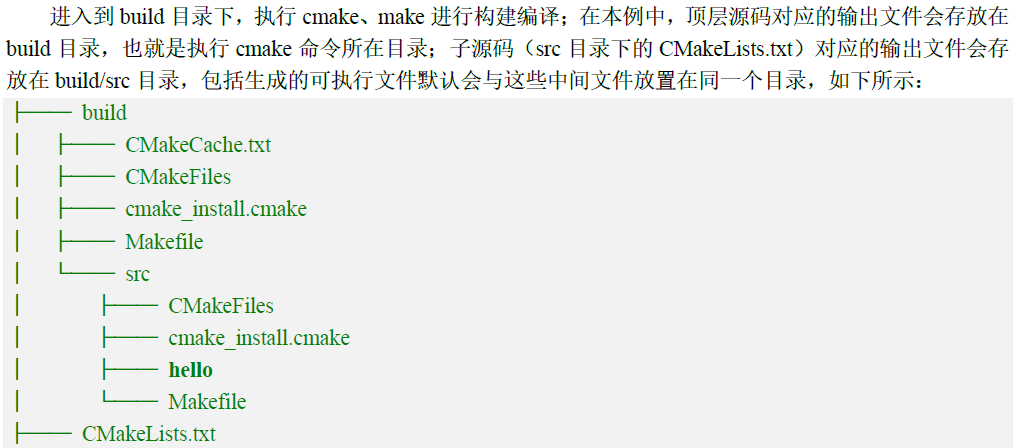 进入到 build 目录下，执行 cmake、make 进行构建编译；在本例中，顶层源码对应的输出文件会存放在
build 目录，也就是执行 cmake 命令所在目录；子源码（src 目录下的 CMakeLists.txt）对应的输出文件会存
放在 build/src 目录，包括生成的可执行文件默认会与这些中间文件放置在同一个目录，如下所示：
├── build
│   ├── CMakeCache.txt
│   ├── CMakeFiles
│   ├── cmake_install.cmake
│   ├── Makefile
│   └── src
│       ├── CMakeFiles
│       ├── cmake_install.cmake
│       ├── hello
│       └── Makefile
├── CMakeLists.txt